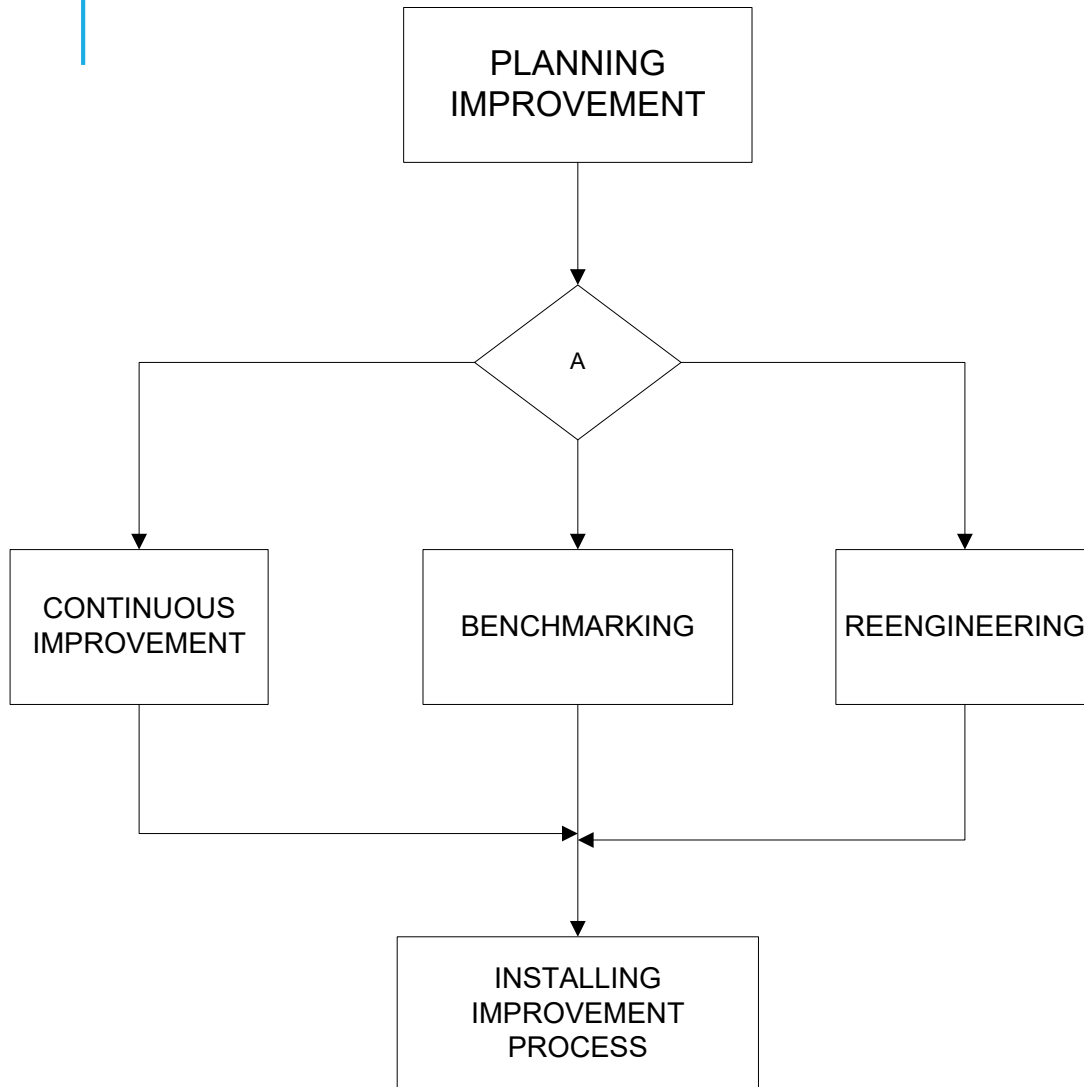 PLANNING
IMPROVEMENT
A
CONTINUOUS
IMPROVEMENT
BENCHMARKING
REENGINEERING
INSTALLING
IMPROVEMENT
PROCESS